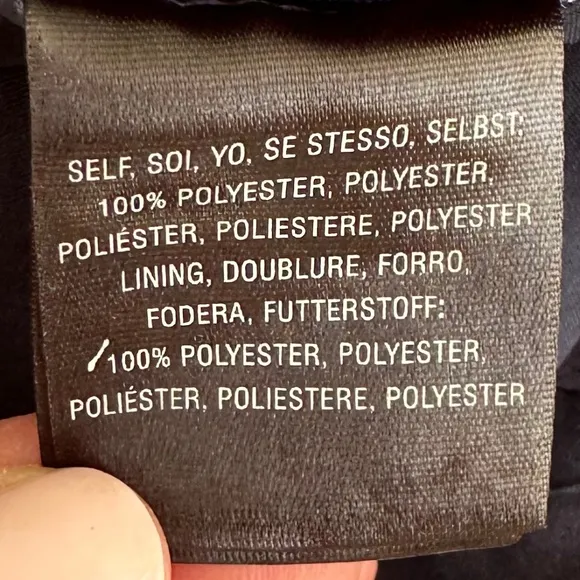 SELF, SOI, YO, SE STESSO, SELBST:
100% POLYESTER, POLYESTER,
POLIÉSTER, POLIESTERE, POLYESTER
LINING, DOUBLURE, FORRO,
FODERA, FUTTERSTOFF:
/100% POLYESTER, POLYESTER,
POLIÉSTER, POLIESTERE, POLYESTER